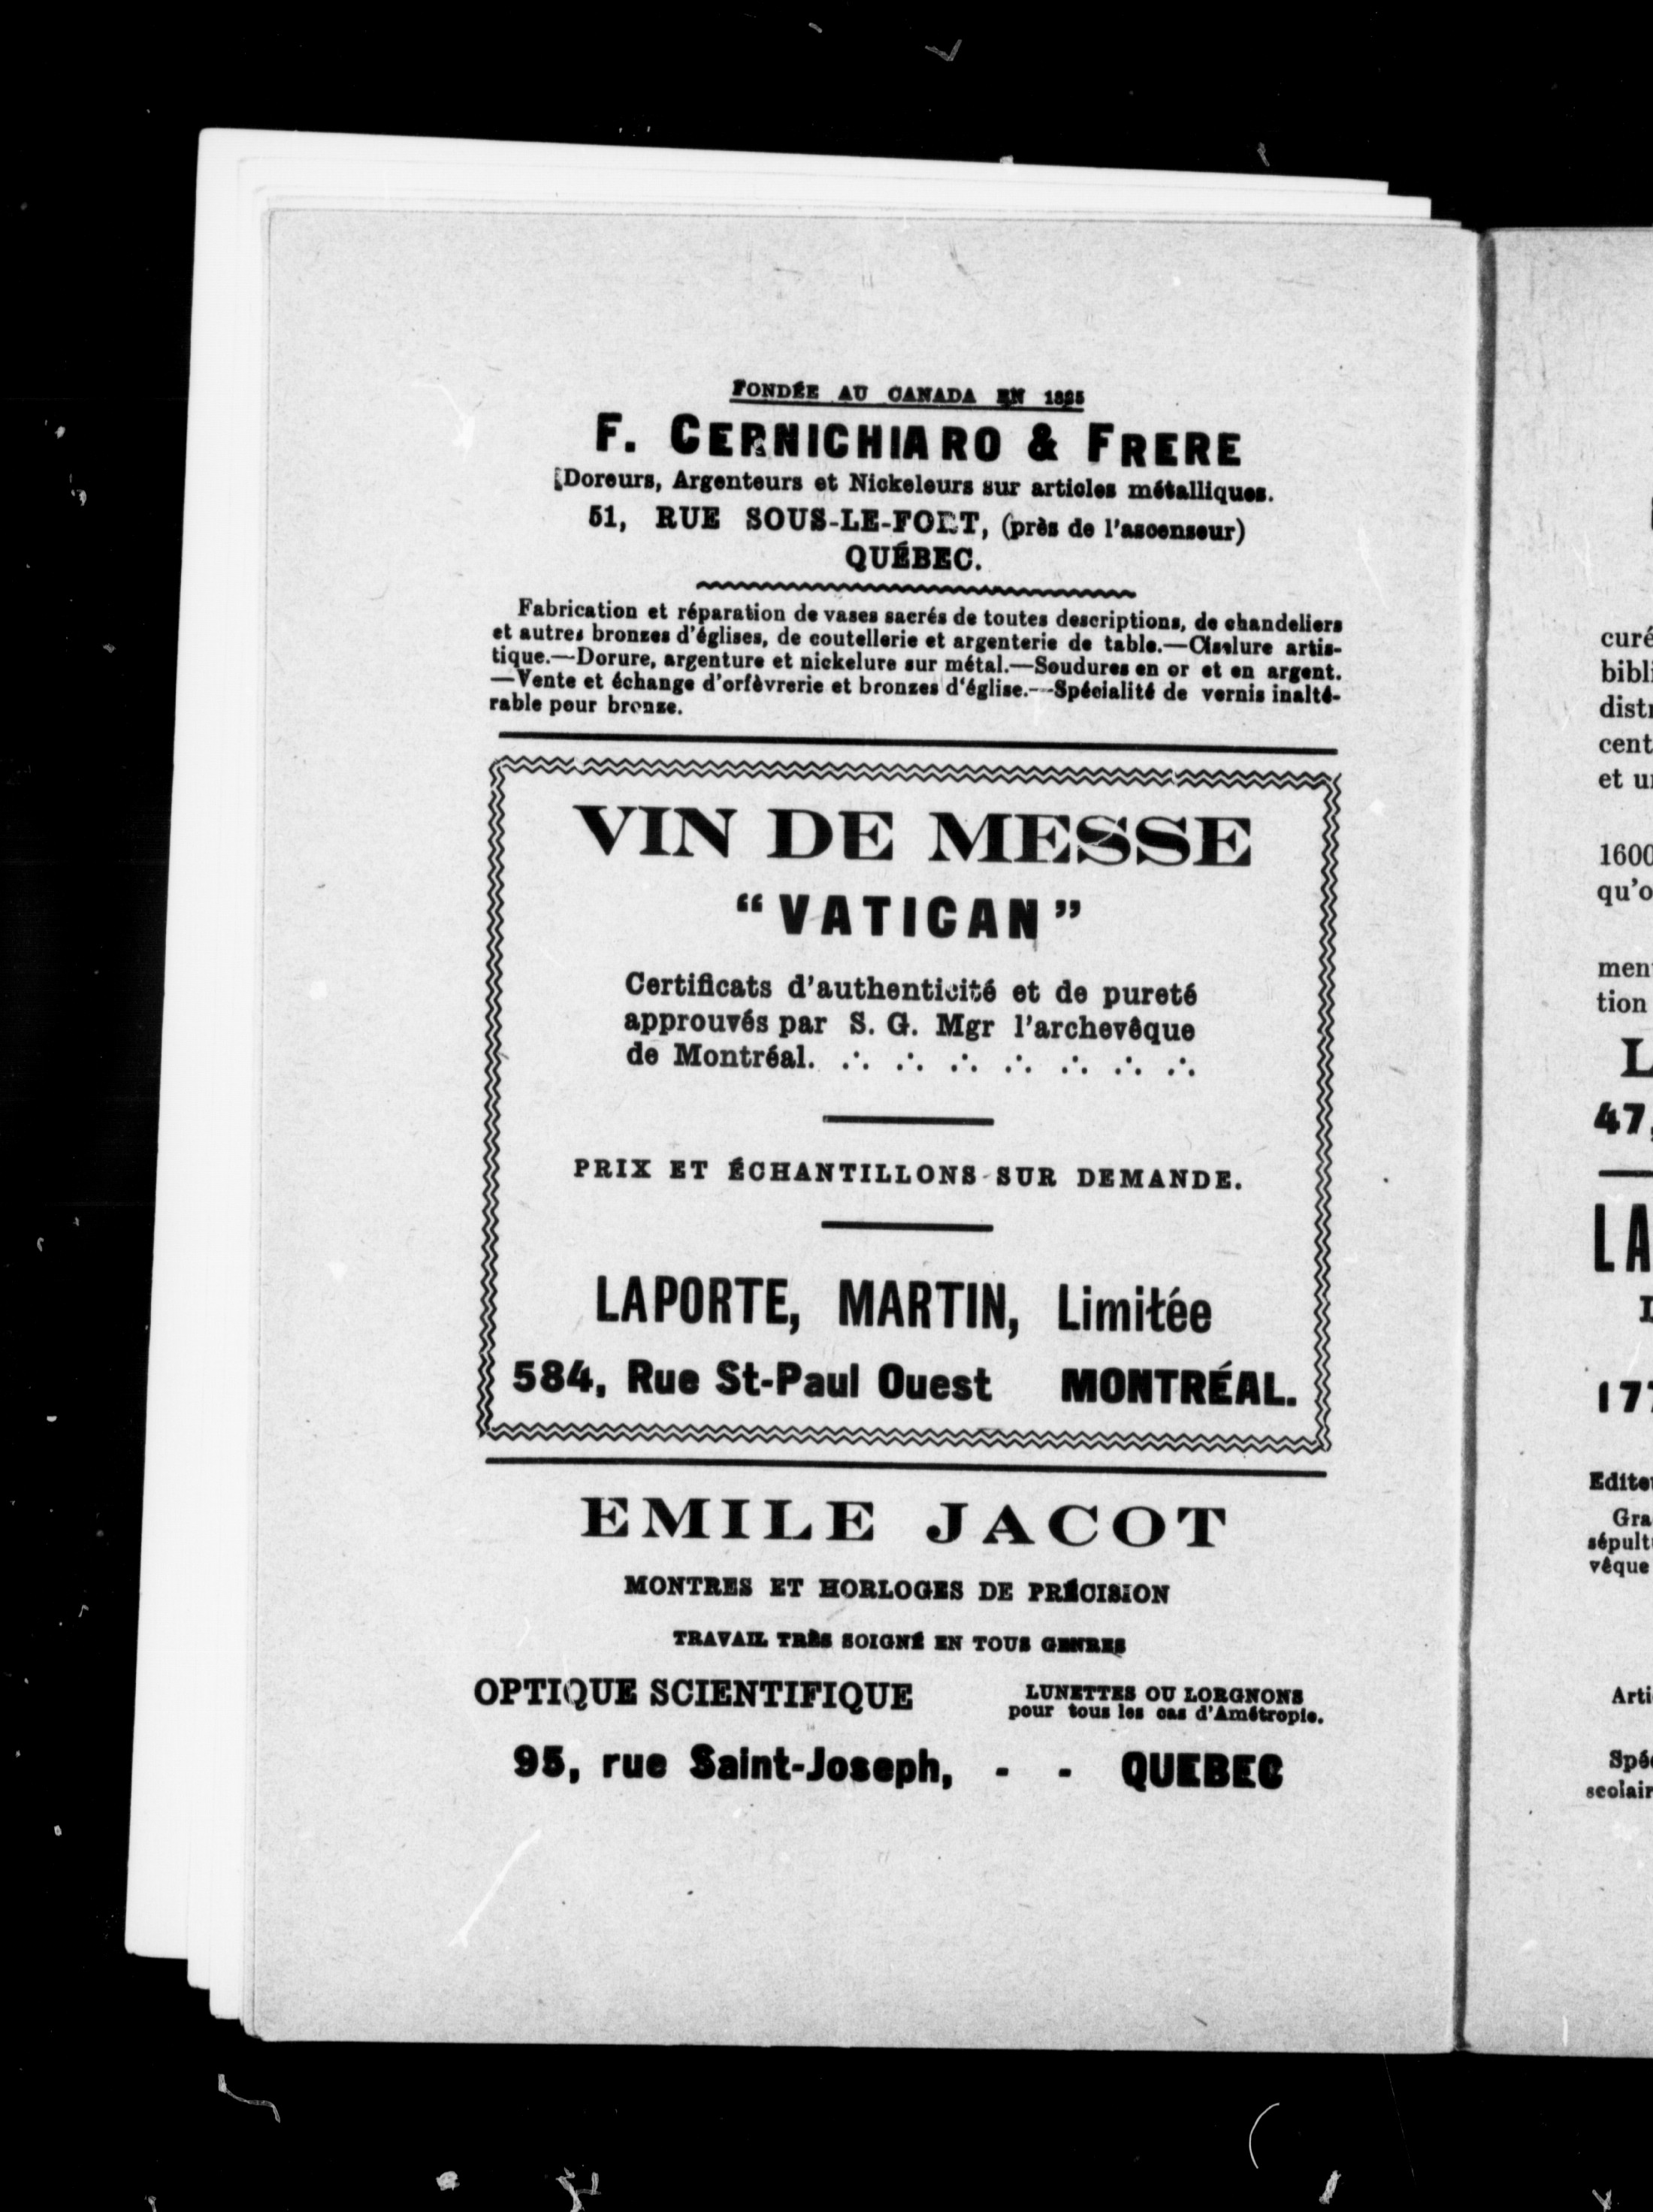 FONDÉE AU CANADA EN
F. CERNICHIARO & FRERE
Doreurs, Argenteurs et Nickeleurs sur articles métalliques.
51, RUE SOUS-LE-FORT, (près de l'ascenseur)
QUÉBEC.
Fabrication et réparation de vases sacrés de toutes descriptions, de chandeliers
et autres bronzes d'églises, de coutellerie et argenterie de table.—Ciselure artis-
tique.—Dorure, argenture et nickelure sur métal.—Soudures en or et en argent.
—Vente et échange d'orfèvrerie et bronzes d'église.—Spécialité de vernis inalté-
rable pour bronze.
VIN DE MESSE
"VATICAN"
Certificats d'authenticité et de pureté
approuvés par S. G. Mgr l'archevêque
de Montréal. ∴ ∴ ∴ ∴ ∴ ∴ ∴
PRIX ET ÉCHANTILLONS SUR DEMANDE.
LAPORTE, MARTIN, Limitée
584, Rue St-Paul Ouest MONTRÉAL.
EMILE JACOT
MONTRES ET HORLOGES DE PRÉCISION
TRAVAIL TRÈS SOIGNÉ EN TOUS GENRES
OPTIQUE SCIENTIFIQUE
LUNETTES OU LORGNONS
pour tous les cas d'Amétropie.
95, rue Saint-Joseph, - - QUEBEC
curé
bibli
distr
cent
et u
1600
qu'o
men
tion
L
47,
LA
177
Edite
Gra
sépult
vêque
Arti
Spé
scolair